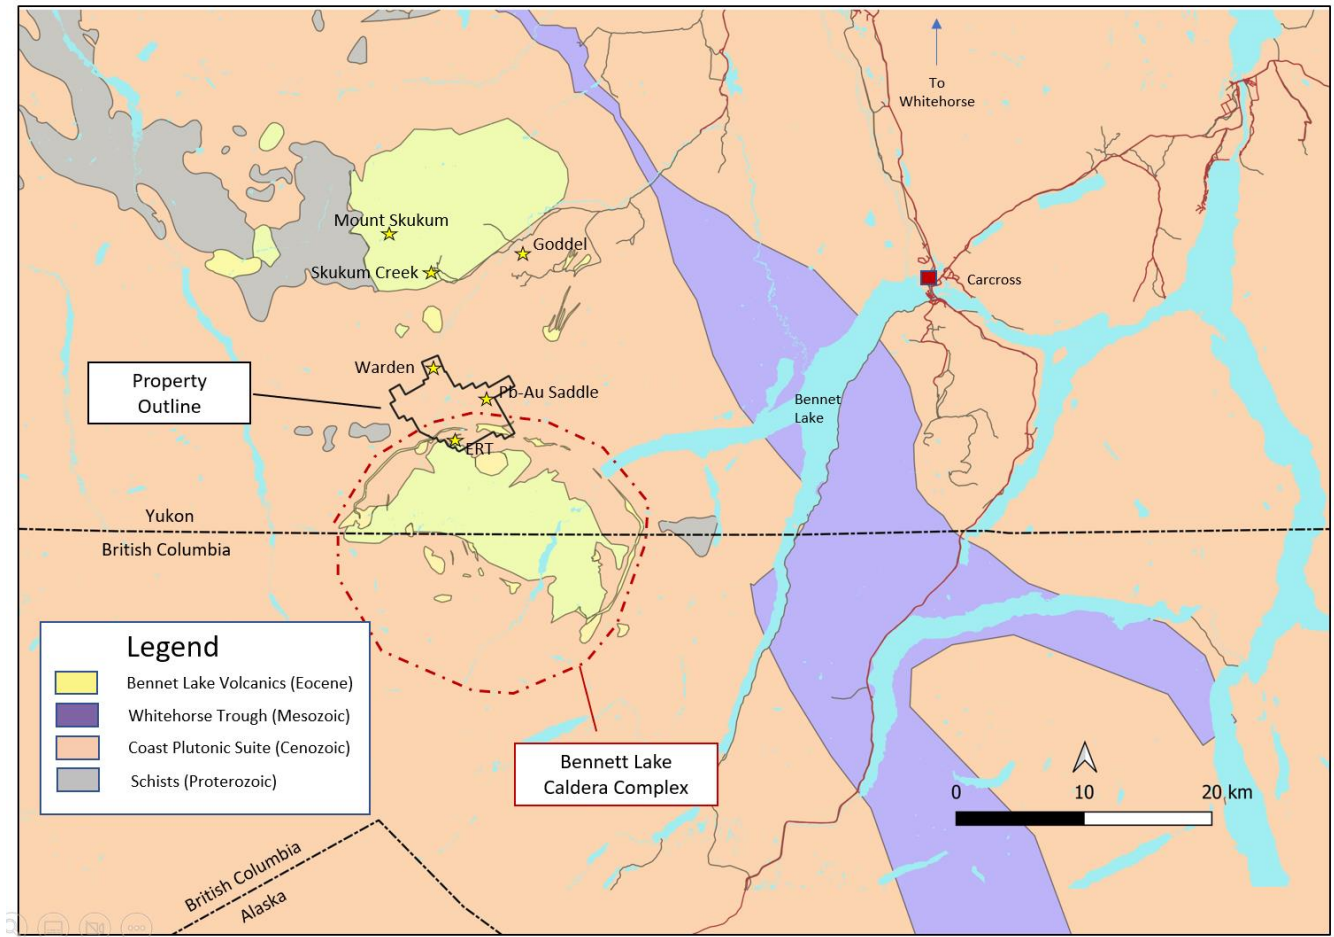 To
Whitehorse
Mount Skukum
Goddel
Skukum Creek
Carcross
Warden
Property
Outline
Pb-Au Saddle
Bennet
Lake
ERT
Yukon
British Columbia
Legend
Bennet Lake Volcanics (Eocene)
Whitehorse Trough (Mesozoic)
Coast Plutonic Suite (Cenozoic)
Schists (Proterozoic)
Bennett Lake
Caldera Complex
0 10 20 km
British Columbia
Alaska